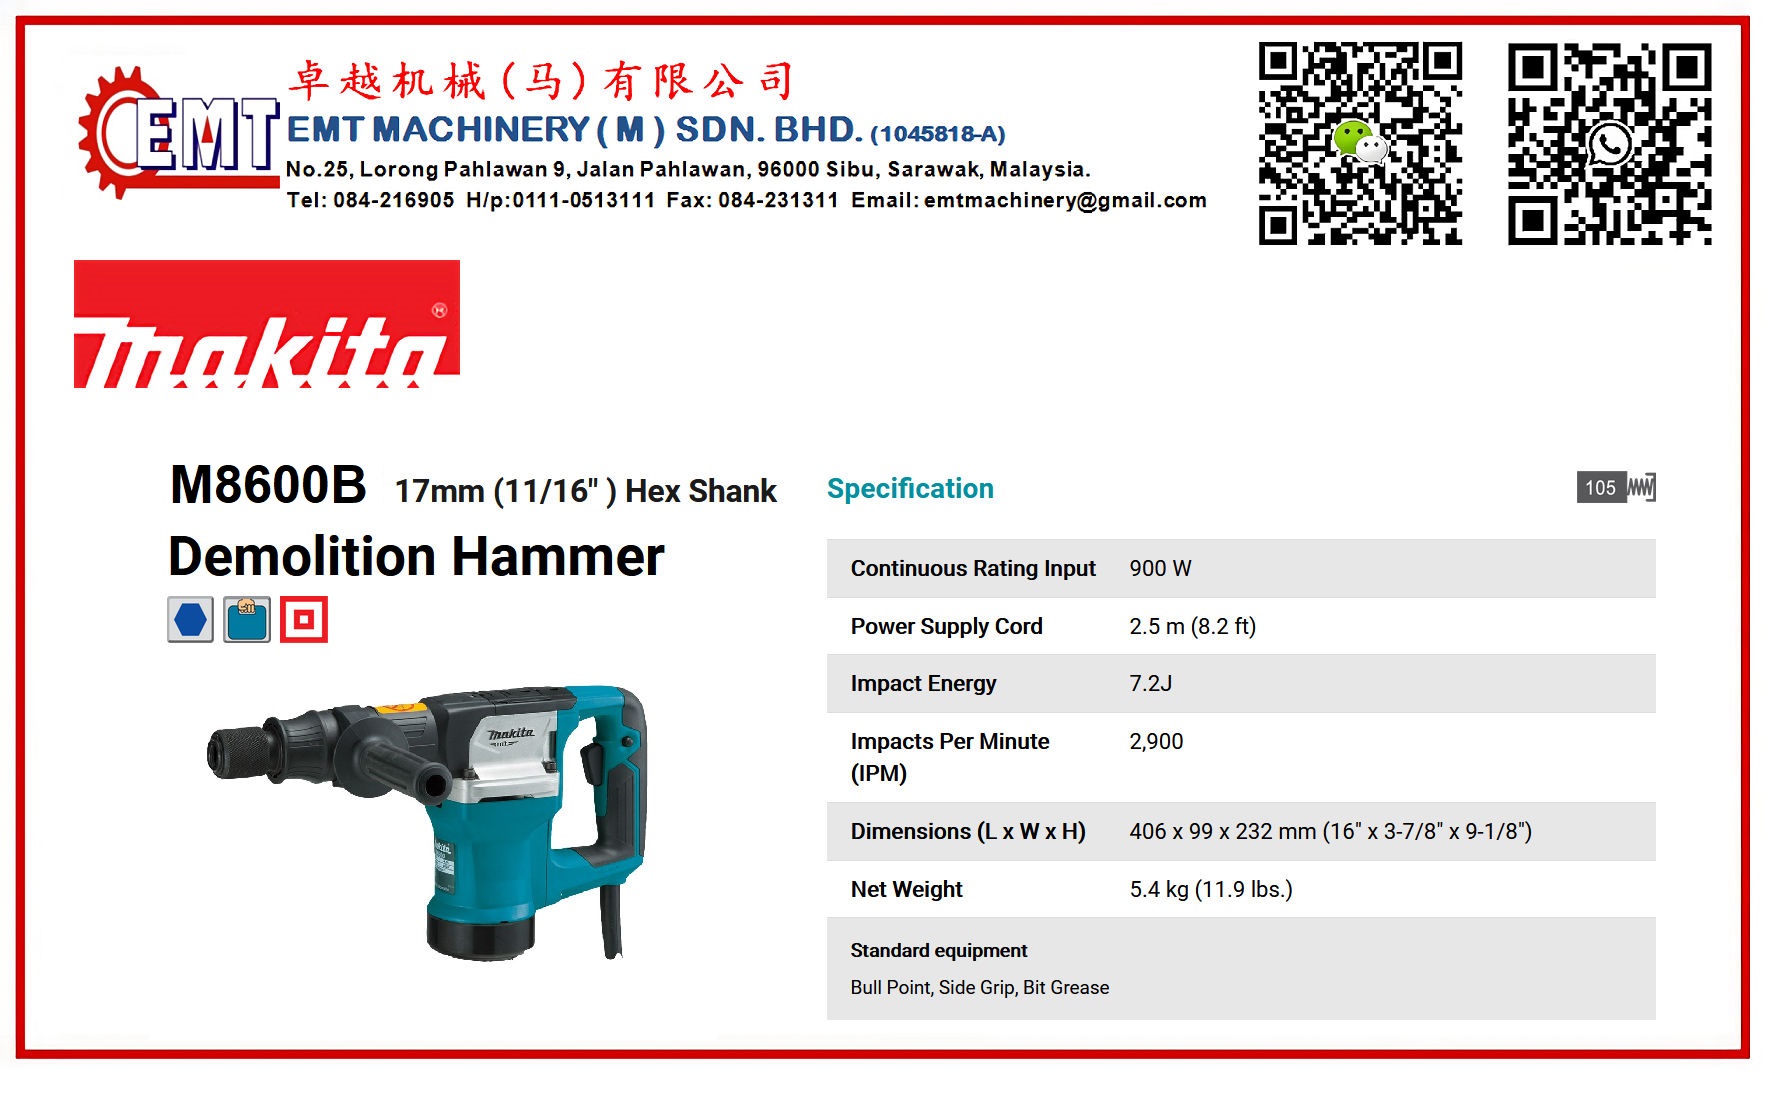 卓越机械(马)有限公司
EMT
EMT MACHINERY ( M ) SDN. BHD. (1045818-A)
No.25, Lorong Pahlawan 9, Jalan Pahlawan, 96000 Sibu, Sarawak, Malaysia.
Tel: 084-216905 H/p:0111-0513111 Fax: 084-231311 Email: emtmachinery@gmail.com
makita ®
M8600B 17mm (11/16" ) Hex Shank
Demolition Hammer
makita
Specification
105
Continuous Rating Input 900 W
Power Supply Cord 2.5 m (8.2 ft)
Impact Energy 7.2J
Impacts Per Minute 2,900
(IPM)
Dimensions (L x W x H) 406 x 99 x 232 mm (16" x 3-7/8" x 9-1/8")
Net Weight 5.4 kg (11.9 lbs.)
Standard equipment
Bull Point, Side Grip, Bit Grease